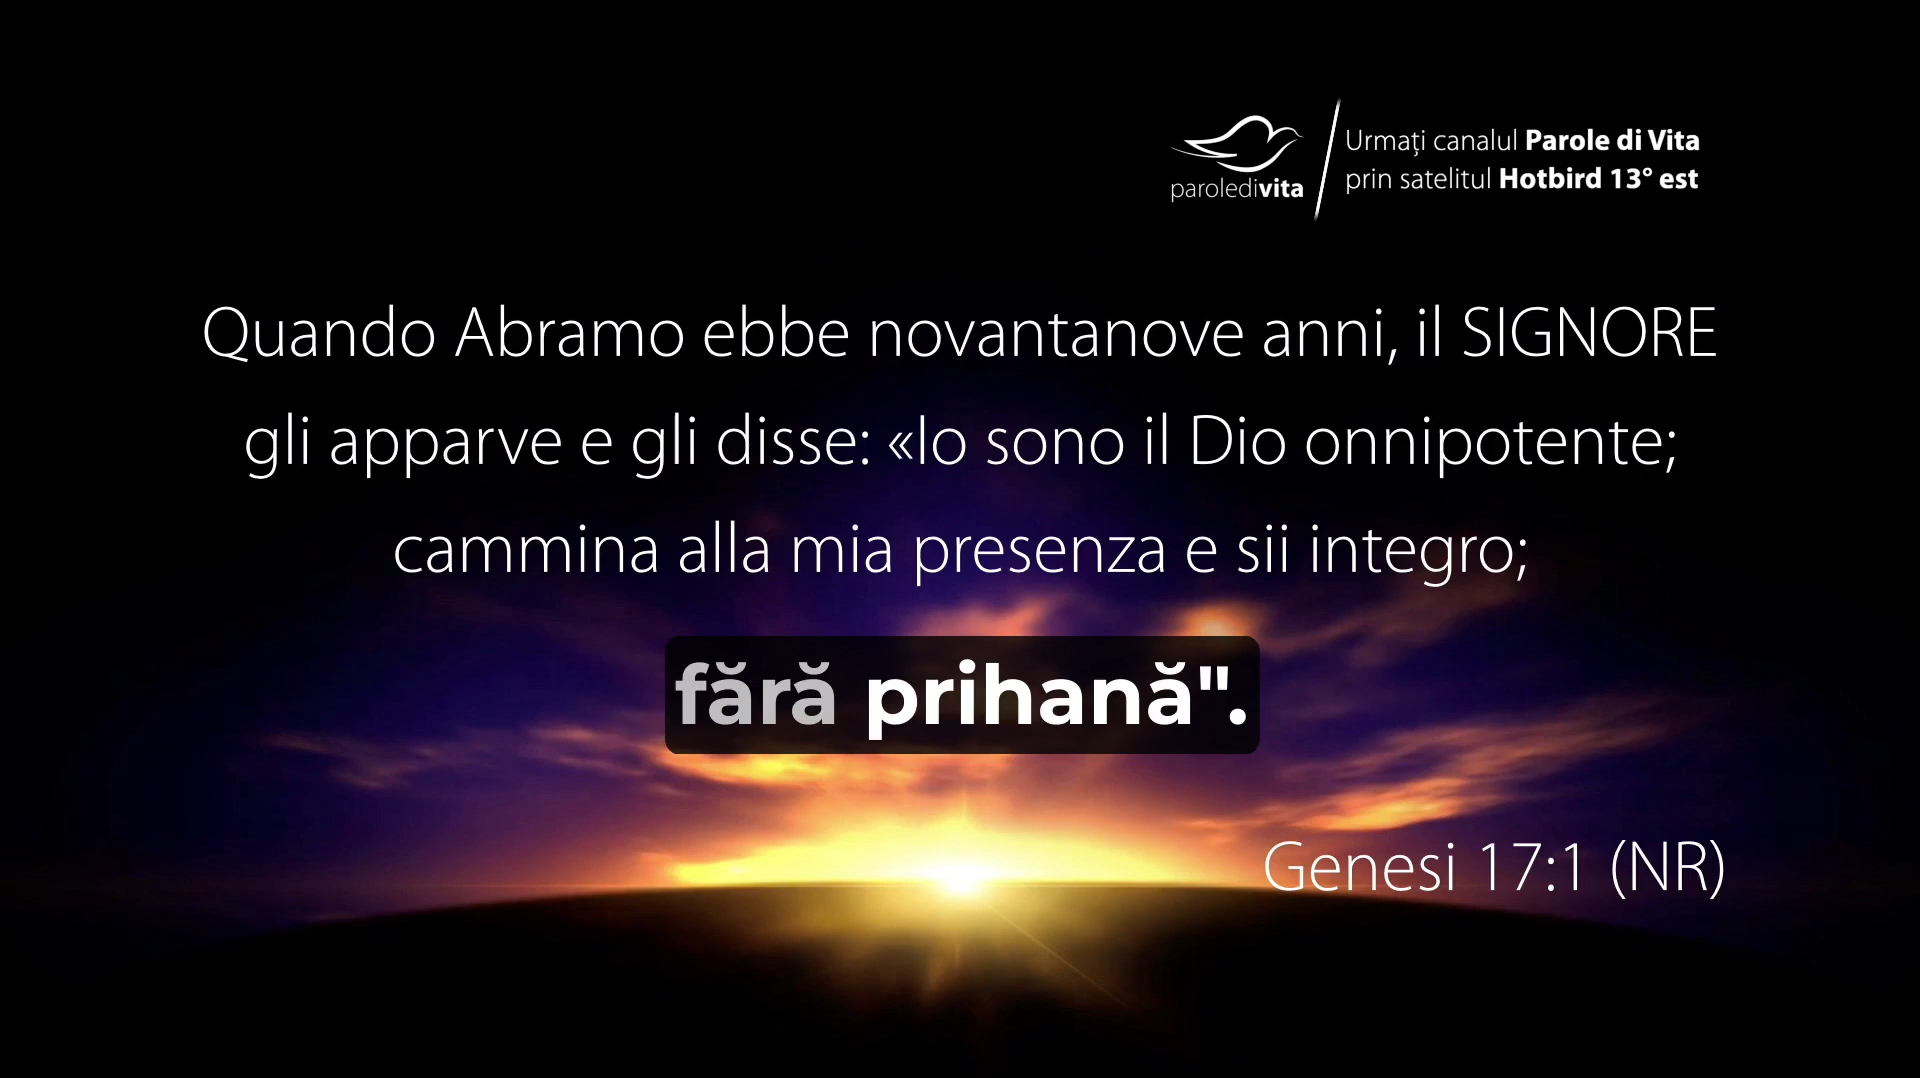 paroledivita
Urmați canalul Parole di Vita
prin satelitul Hotbird 13° est
Quando Abramo ebbe novantanove anni, il SIGNORE
gli apparve e gli disse: «Io sono il Dio onnipotente;
cammina alla mia presenza e sii integro;
fără prihană".
Genesi 17:1 (NR)